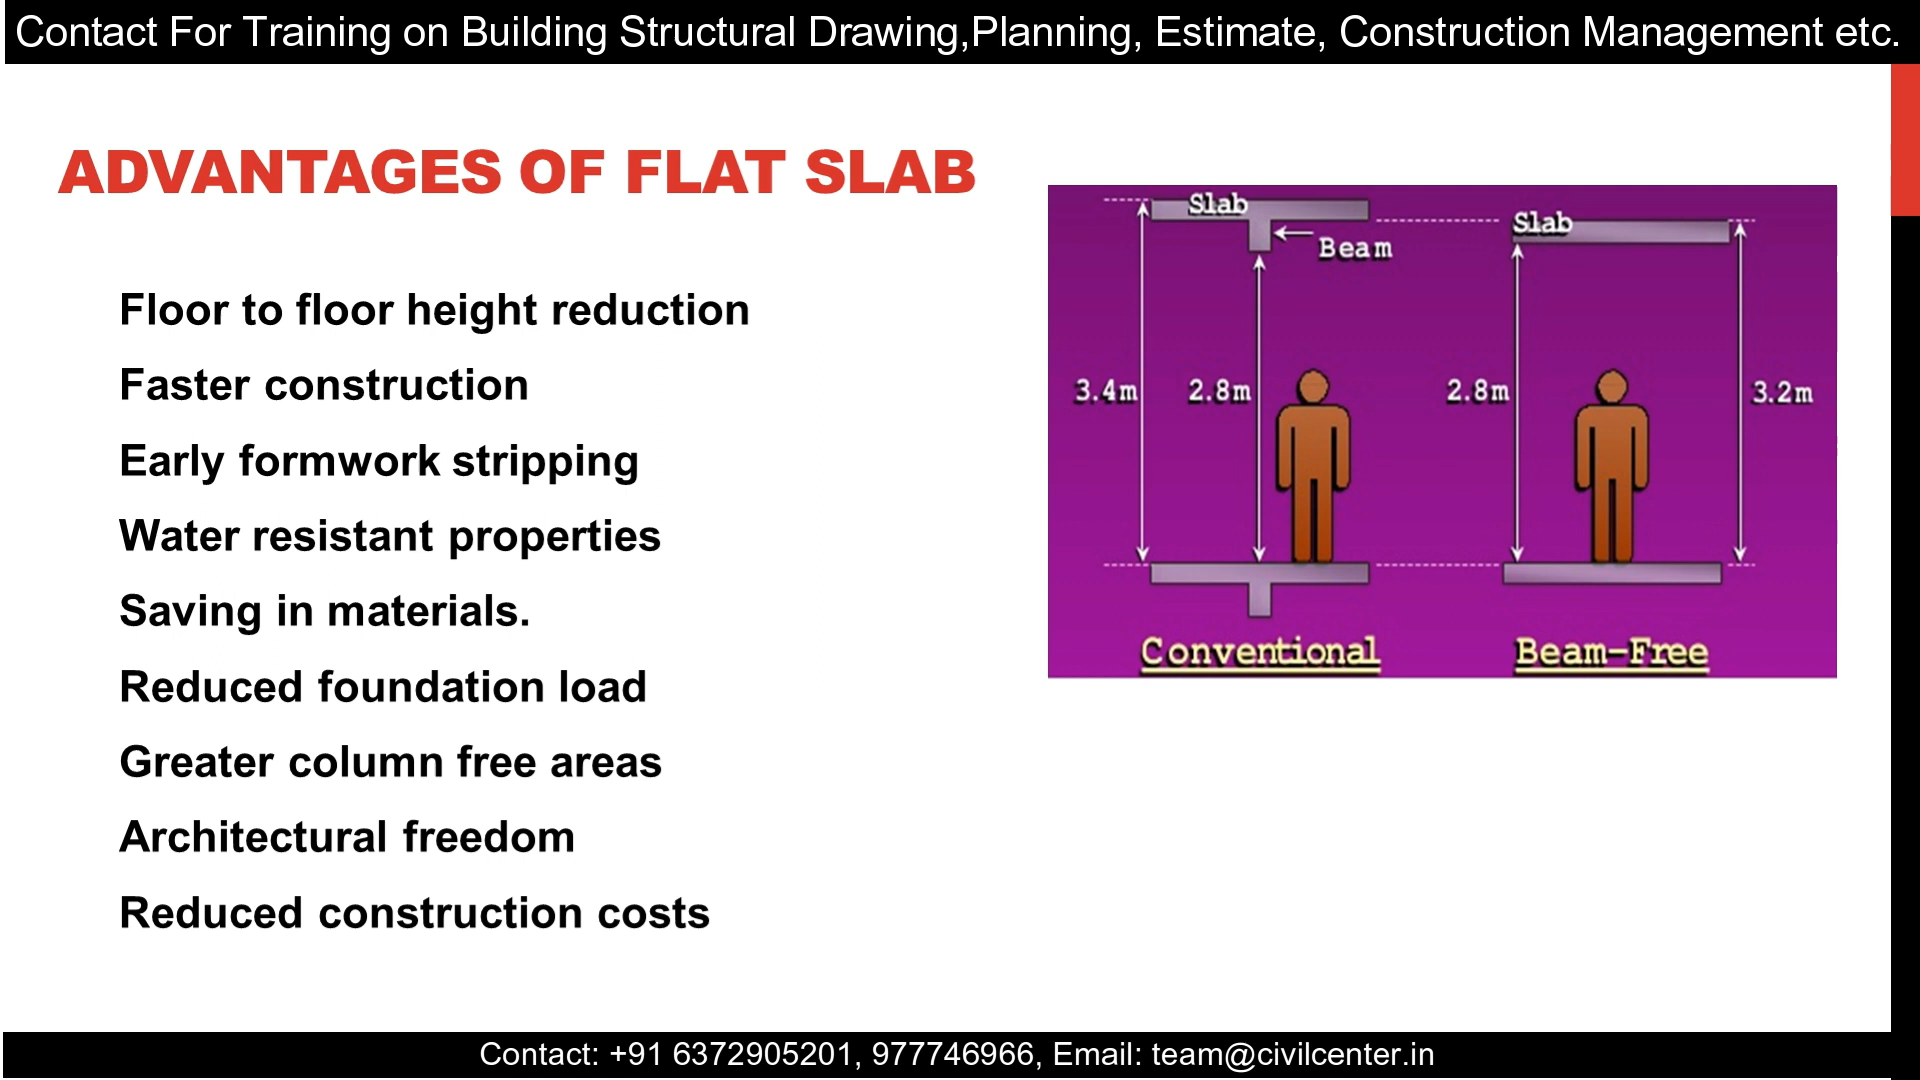 Contact For Training on Building Structural Drawing,Planning, Estimate, Construction Management etc.
ADVANTAGES OF FLAT SLAB
Floor to floor height reduction
Faster construction
Early formwork stripping
Water resistant properties
Saving in materials.
Reduced foundation load
Greater column free areas
Architectural freedom
Reduced construction costs
Slab
Beam
3.4m
2.8m
Conventional
Slab
2.8m
3.2m
Beam-Free
Contact: +91 6372905201, 977746966, Email: team@civilcenter.in